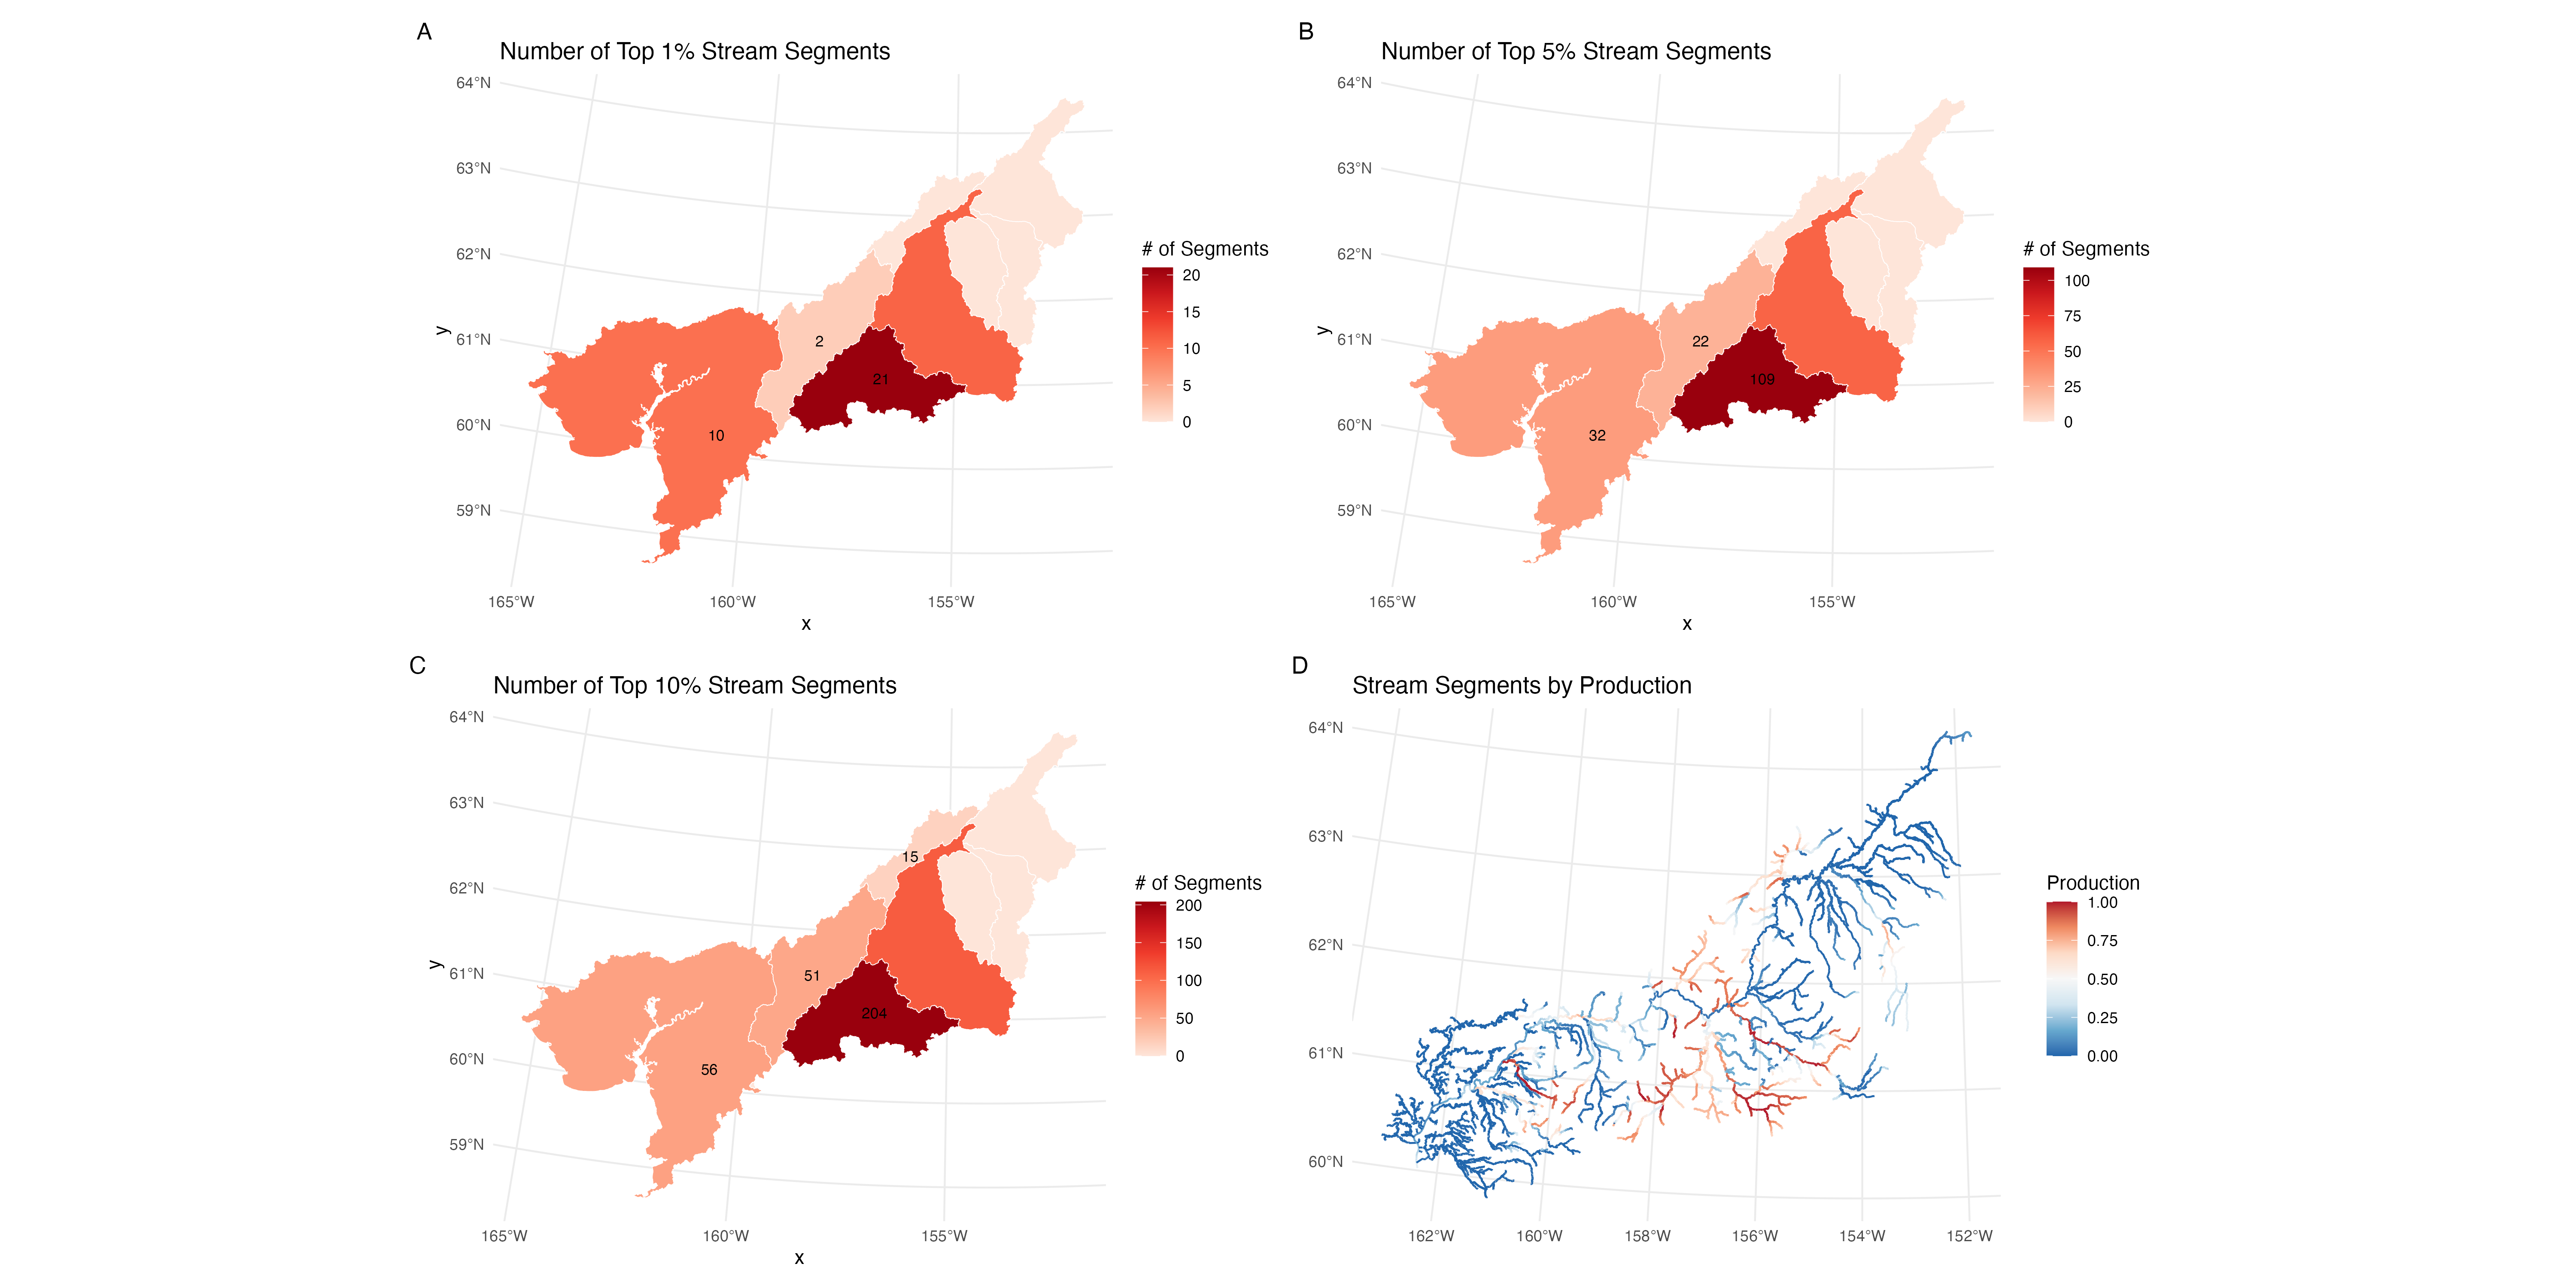 A
Number of Top 1% Stream Segments
64°N
63°N
62°N
61°N
60°N
59°N
y
2
21
10
165°W 160°W 155°W
x
# of Segments
20
15
10
5
0
B
Number of Top 5% Stream Segments
64°N
63°N
62°N
61°N
60°N
59°N
y
22
109
32
165°W 160°W 155°W
x
# of Segments
100
75
50
25
0
C
Number of Top 10% Stream Segments
64°N
63°N
62°N
61°N
60°N
59°N
y
15
51
204
56
165°W 160°W 155°W
x
# of Segments
200
150
100
50
0
D
Stream Segments by Production
64°N
63°N
62°N
61°N
60°N
162°W 160°W 158°W 156°W 154°W 152°W
Production
1.00
0.75
0.50
0.25
0.00